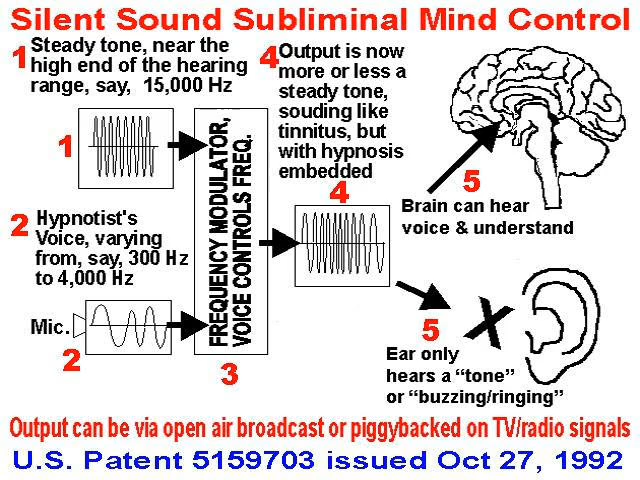 Silent Sound Subliminal Mind Control
1 Steady tone, near the
high end of the hearing
range, say, 15,000 Hz
1
2 Hypnotist's
Voice, varying
from, say, 300 Hz
to 4,000 Hz
Mic.
2
FREQUENCY MODULATOR,
VOICE CONTROLS FREQ.
3
4 Output is now
more or less a
steady tone,
souding like
tinnitus, but
with hypnosis
embedded
4
5
Brain can hear
voice & understand
5
X
Ear only
hears a “tone”
or “buzzing/ringing”
Output can be via open air broadcast or piggybacked on TV/radio signals
U.S. Patent 5159703 issued Oct 27, 1992